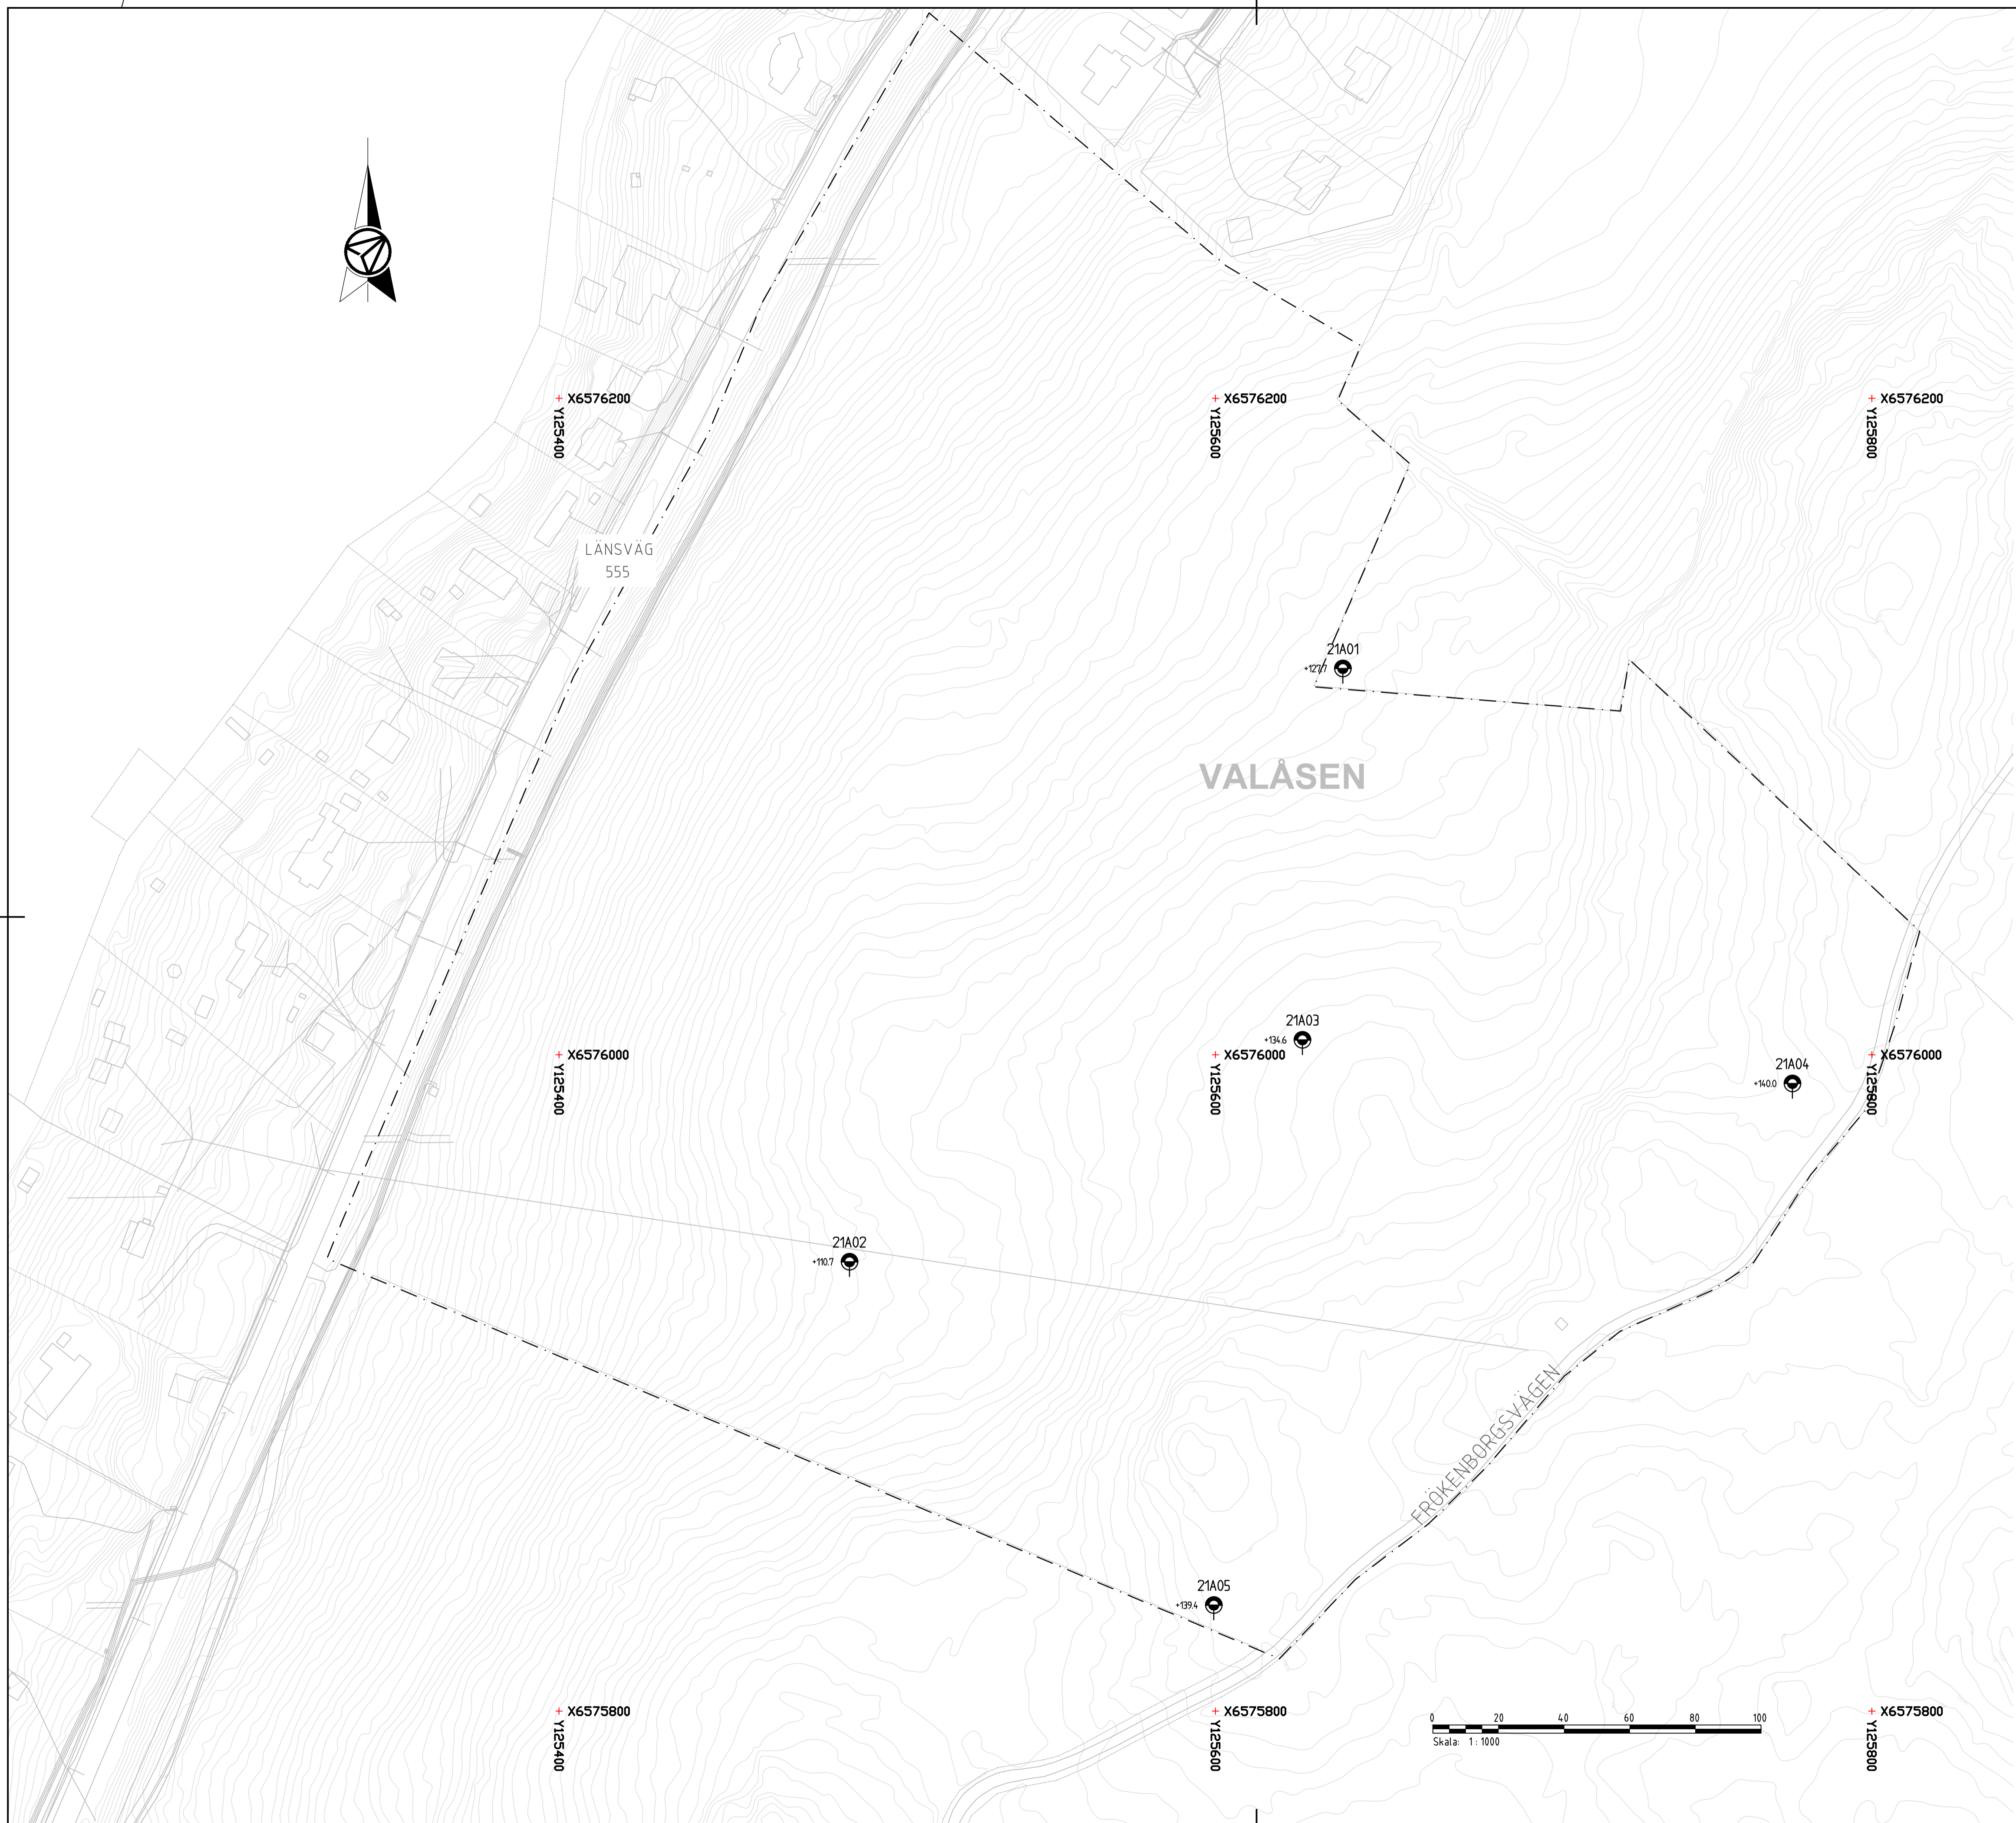 X6576200
Y125400
X6576200
Y125600
X6576200
Y125800
LÄNSVÄG
555
21A01
+127.7
VALÅSEN
21A03
+134.6
X6576000
Y125400
X6576000
Y125600
X6576000
Y125800
21A04
+140.0
21A02
+110.7
FRÖKENBORGSVÄGEN
21A05
+139.4
X6575800
Y125400
X6575800
Y125600
X6575800
Y125800
0 20 40 60 80 100
Skala: 1 : 1000